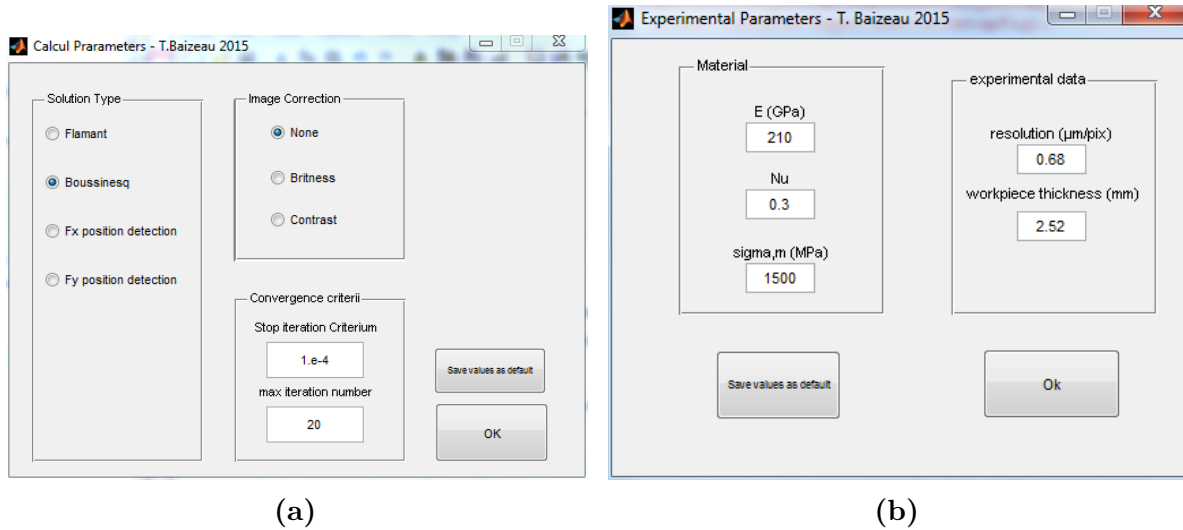 Calcul Prarameters - T.Baizeau 2015
Solution Type
Flamant
Boussinesq
Fx position detection
Fy position detection
Image Correction
None
Britness
Contrast
Convergence criterii
Stop iteration Criterium
1.e-4
max iteration number
20
Save values as default
OK
(a)
Experimental Parameters - T. Baizeau 2015
Material
E (GPa)
210
Nu
0.3
sigma,m (MPa)
1500
experimental data
resolution (µm/pix)
0.68
workpiece thickness (mm)
2.52
Save values as default
Ok
(b)